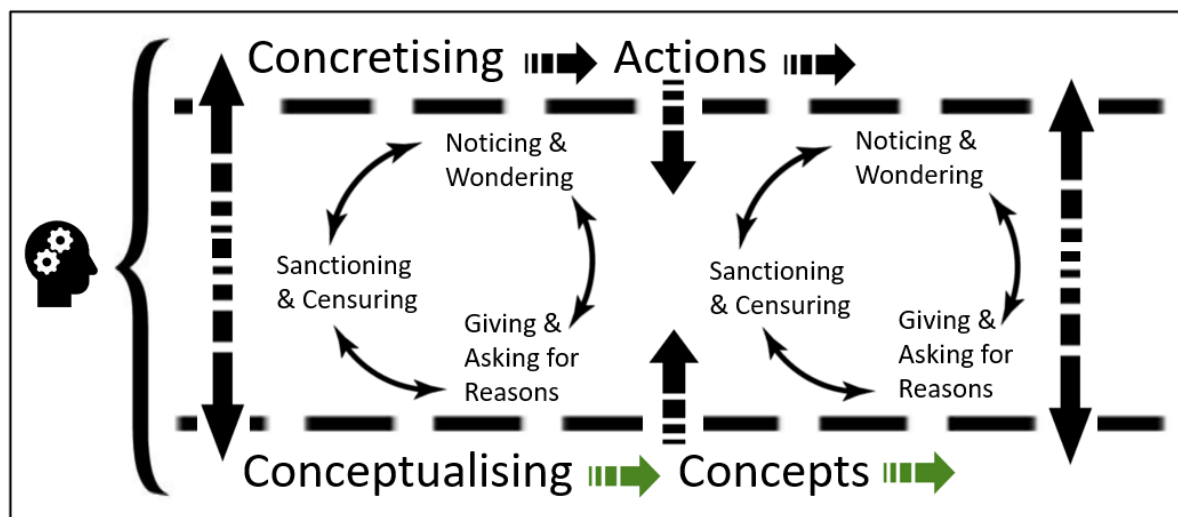 Concretising Actions
Noticing &
Wondering
Sanctioning
& Censuring
Giving &
Asking for
Reasons
Noticing &
Wondering
Sanctioning
& Censuring
Giving &
Asking for
Reasons
Conceptualising Concepts